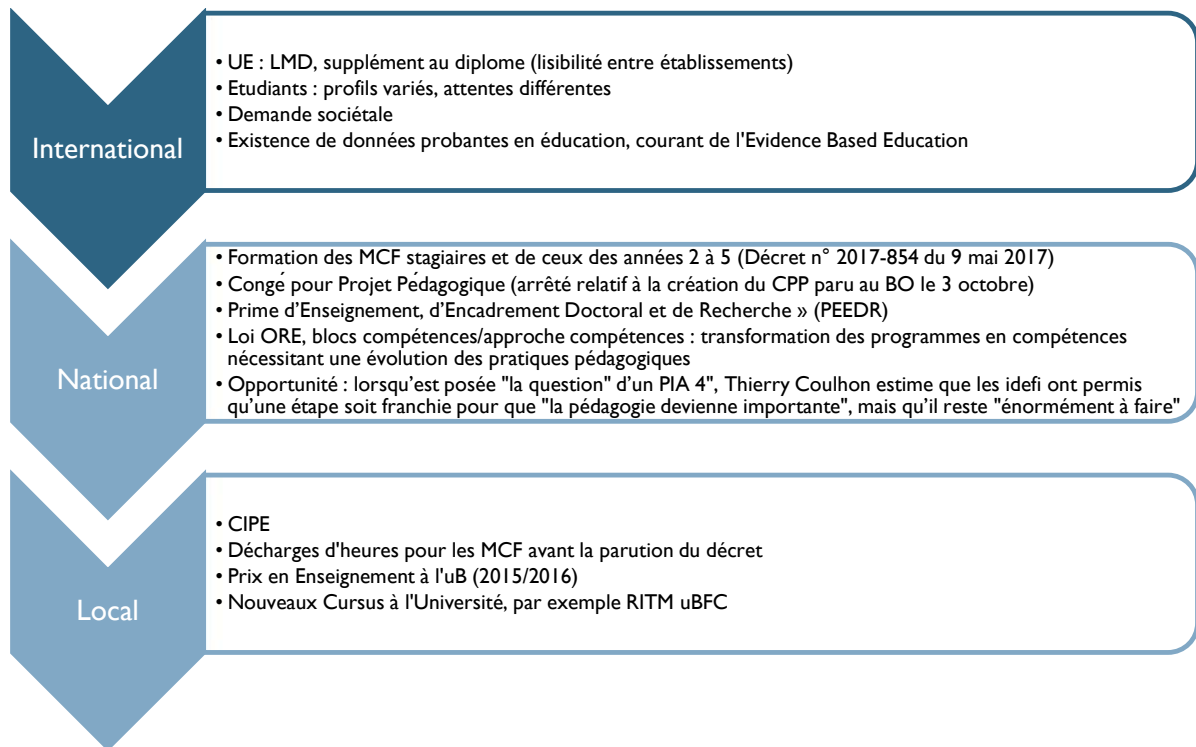 International
• UE : LMD, supplément au diplome (lisibilité entre établissements)
• Etudiants : profils variés, attentes différentes
• Demande sociétale
• Existence de données probantes en éducation, courant de l'Evidence Based Education
National
• Formation des MCF stagiaires et de ceux des années 2 à 5 (Décret n° 2017-854 du 9 mai 2017)
• Congé pour Projet Pédagogique (arrêté relatif à la création du CPP paru au BO le 3 octobre)
• Prime d’Enseignement, d’Encadrement Doctoral et de Recherche » (PEEDR)
• Loi ORE, blocs compétences/approche compétences : transformation des programmes en compétences
nécessitant une évolution des pratiques pédagogiques
• Opportunité : lorsqu’est posée "la question" d’un PIA 4", Thierry Coulhon estime que les idefi ont permis
qu’une étape soit franchie pour que "la pédagogie devienne importante", mais qu’il reste "énormément à faire"
Local
• CIPE
• Décharges d'heures pour les MCF avant la parution du décret
• Prix en Enseignement à l'uB (2015/2016)
• Nouveaux Cursus à l'Université, par exemple RITM uBFC